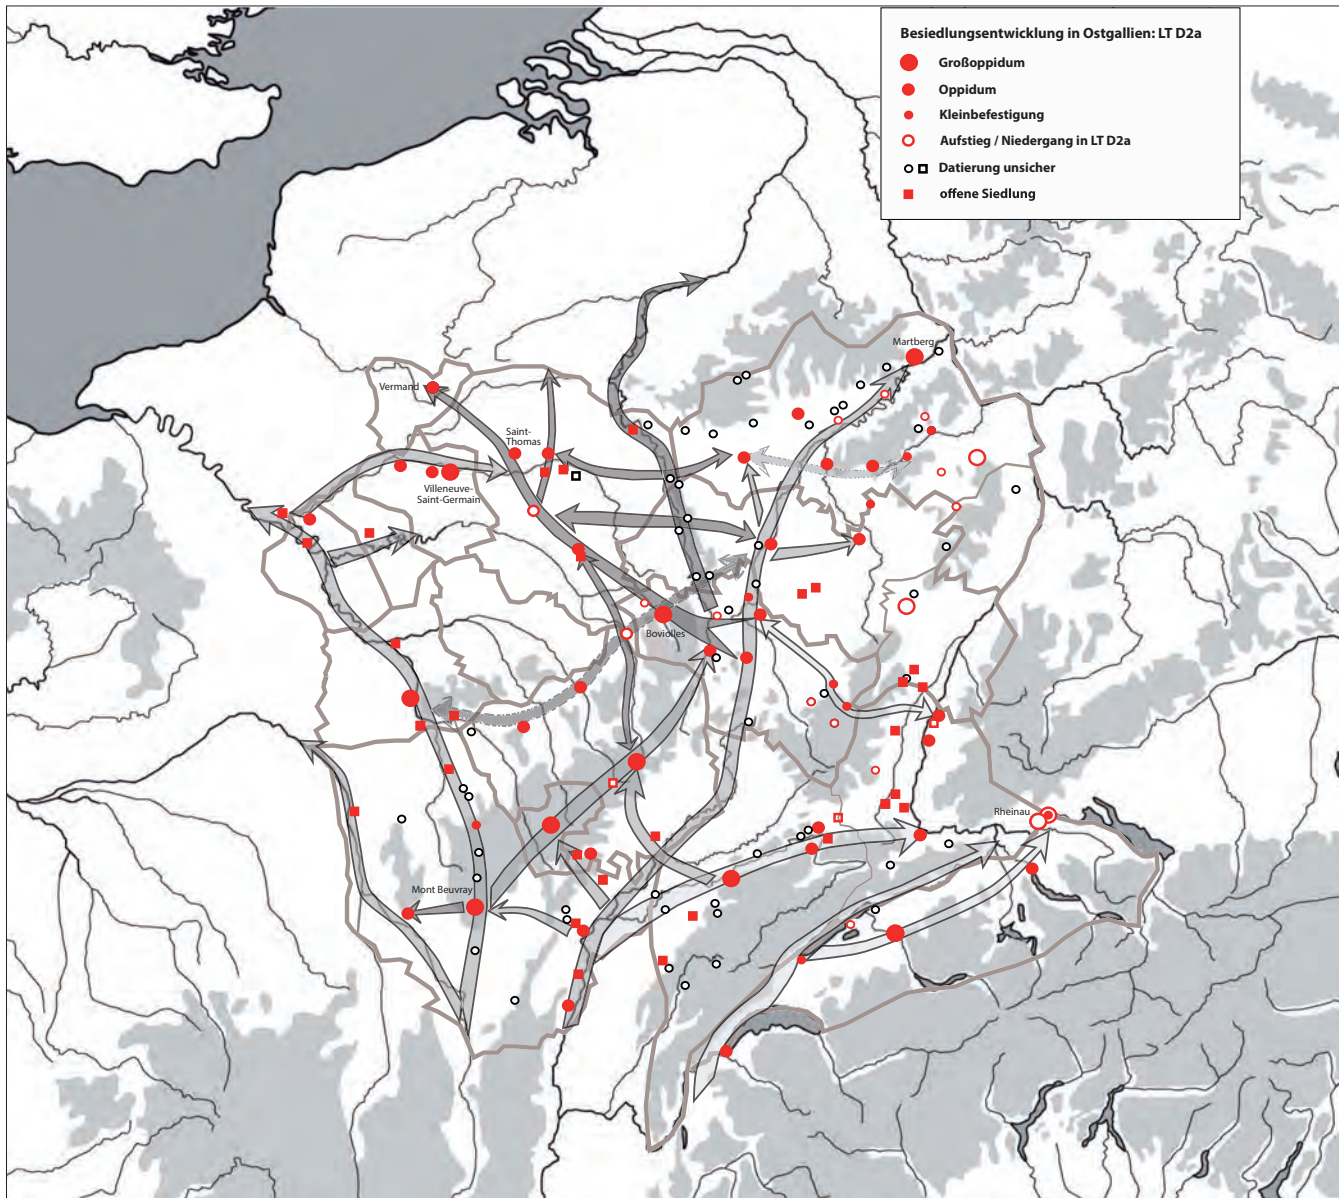 Besiedlungsentwicklung in Ostgallien: LT D2a
Großoppidum
Oppidum
Kleinbefestigung
Aufstieg / Niedergang in LT D2a
Datierung unsicher
offene Siedlung
Martberg
Vermand
Saint-
Thomas
Villeneuve-
Saint-Germain
Boviolles
Rheinau
Mont Beuvray